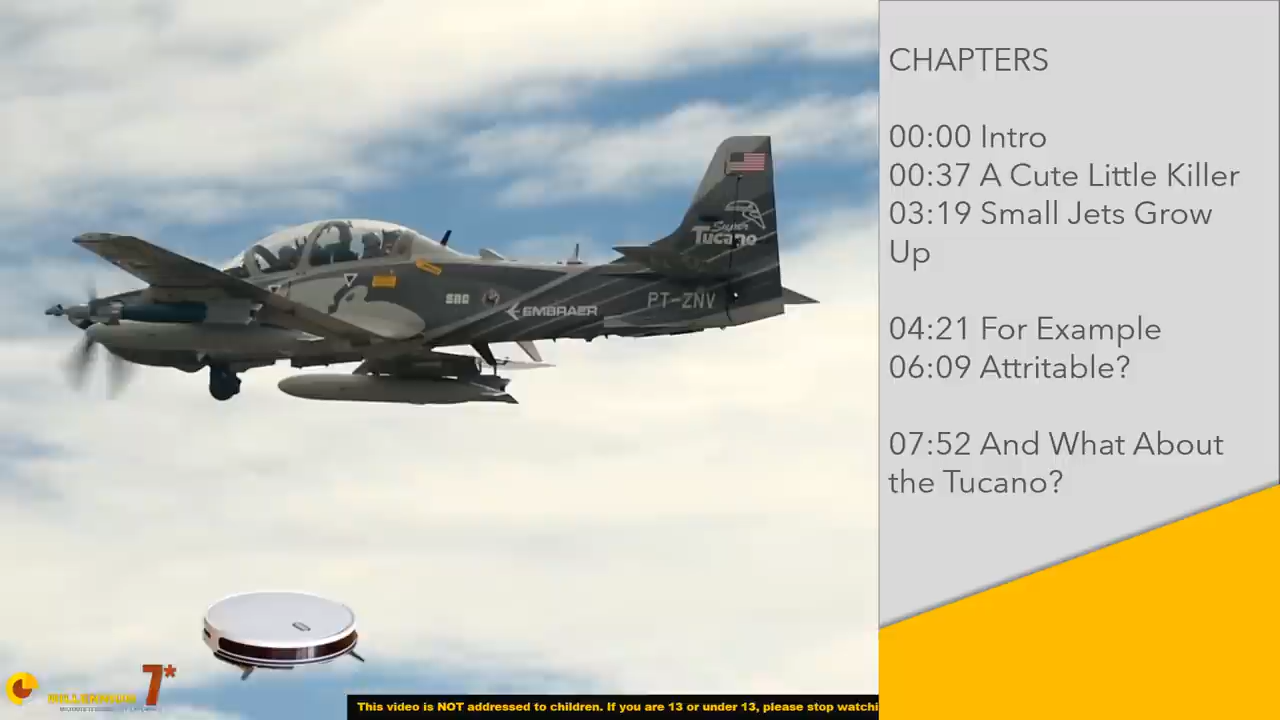 CHAPTERS
00:00 Intro
00:37 A Cute Little Killer
03:19 Small Jets Grow
Up
04:21 For Example
06:09 Attritable?
07:52 And What About
the Tucano?
Super
Tucano
PT-ZNV
EMBRAER
MILLENNIUM 7*
This video is NOT addressed to children. If you are 13 or under 13, please stop watchi